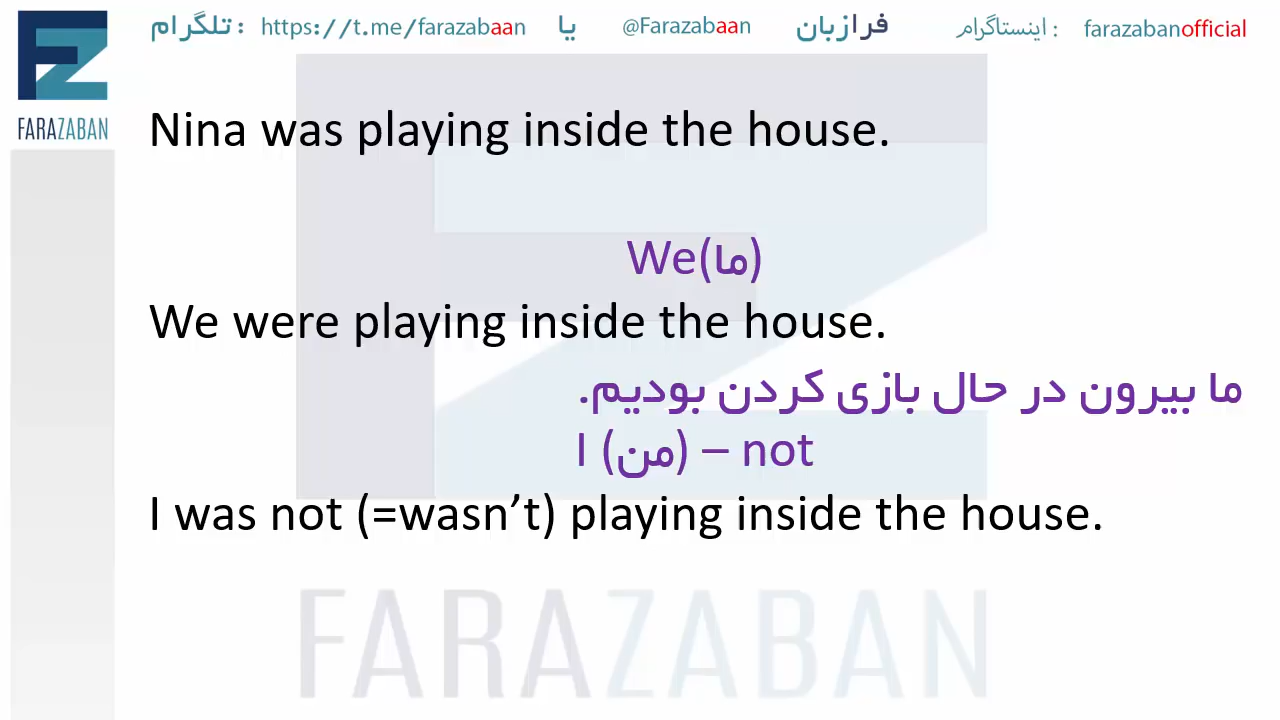 تلگرام : https://t.me/farazabaan یا @Farazabaan فرازبان اینستاگرام : farazabanofficial
FZ
FARAZABAN
Nina was playing inside the house.
We(ما)
We were playing inside the house.
ما بیرون در حال بازی کردن بودیم.
I (من) – not
I was not (=wasn’t) playing inside the house.
FARAZABAN